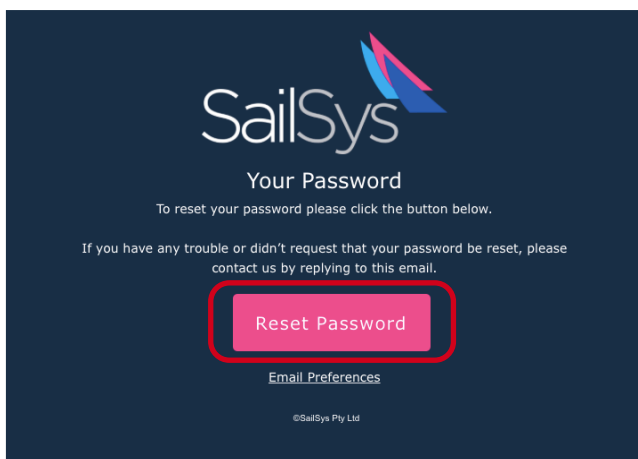 SailSys
Your Password
To reset your password please click the button below.
If you have any trouble or didn't request that your password be reset, please
contact us by replying to this email.
Reset Password
Email Preferences
©SailSys Pty Ltd